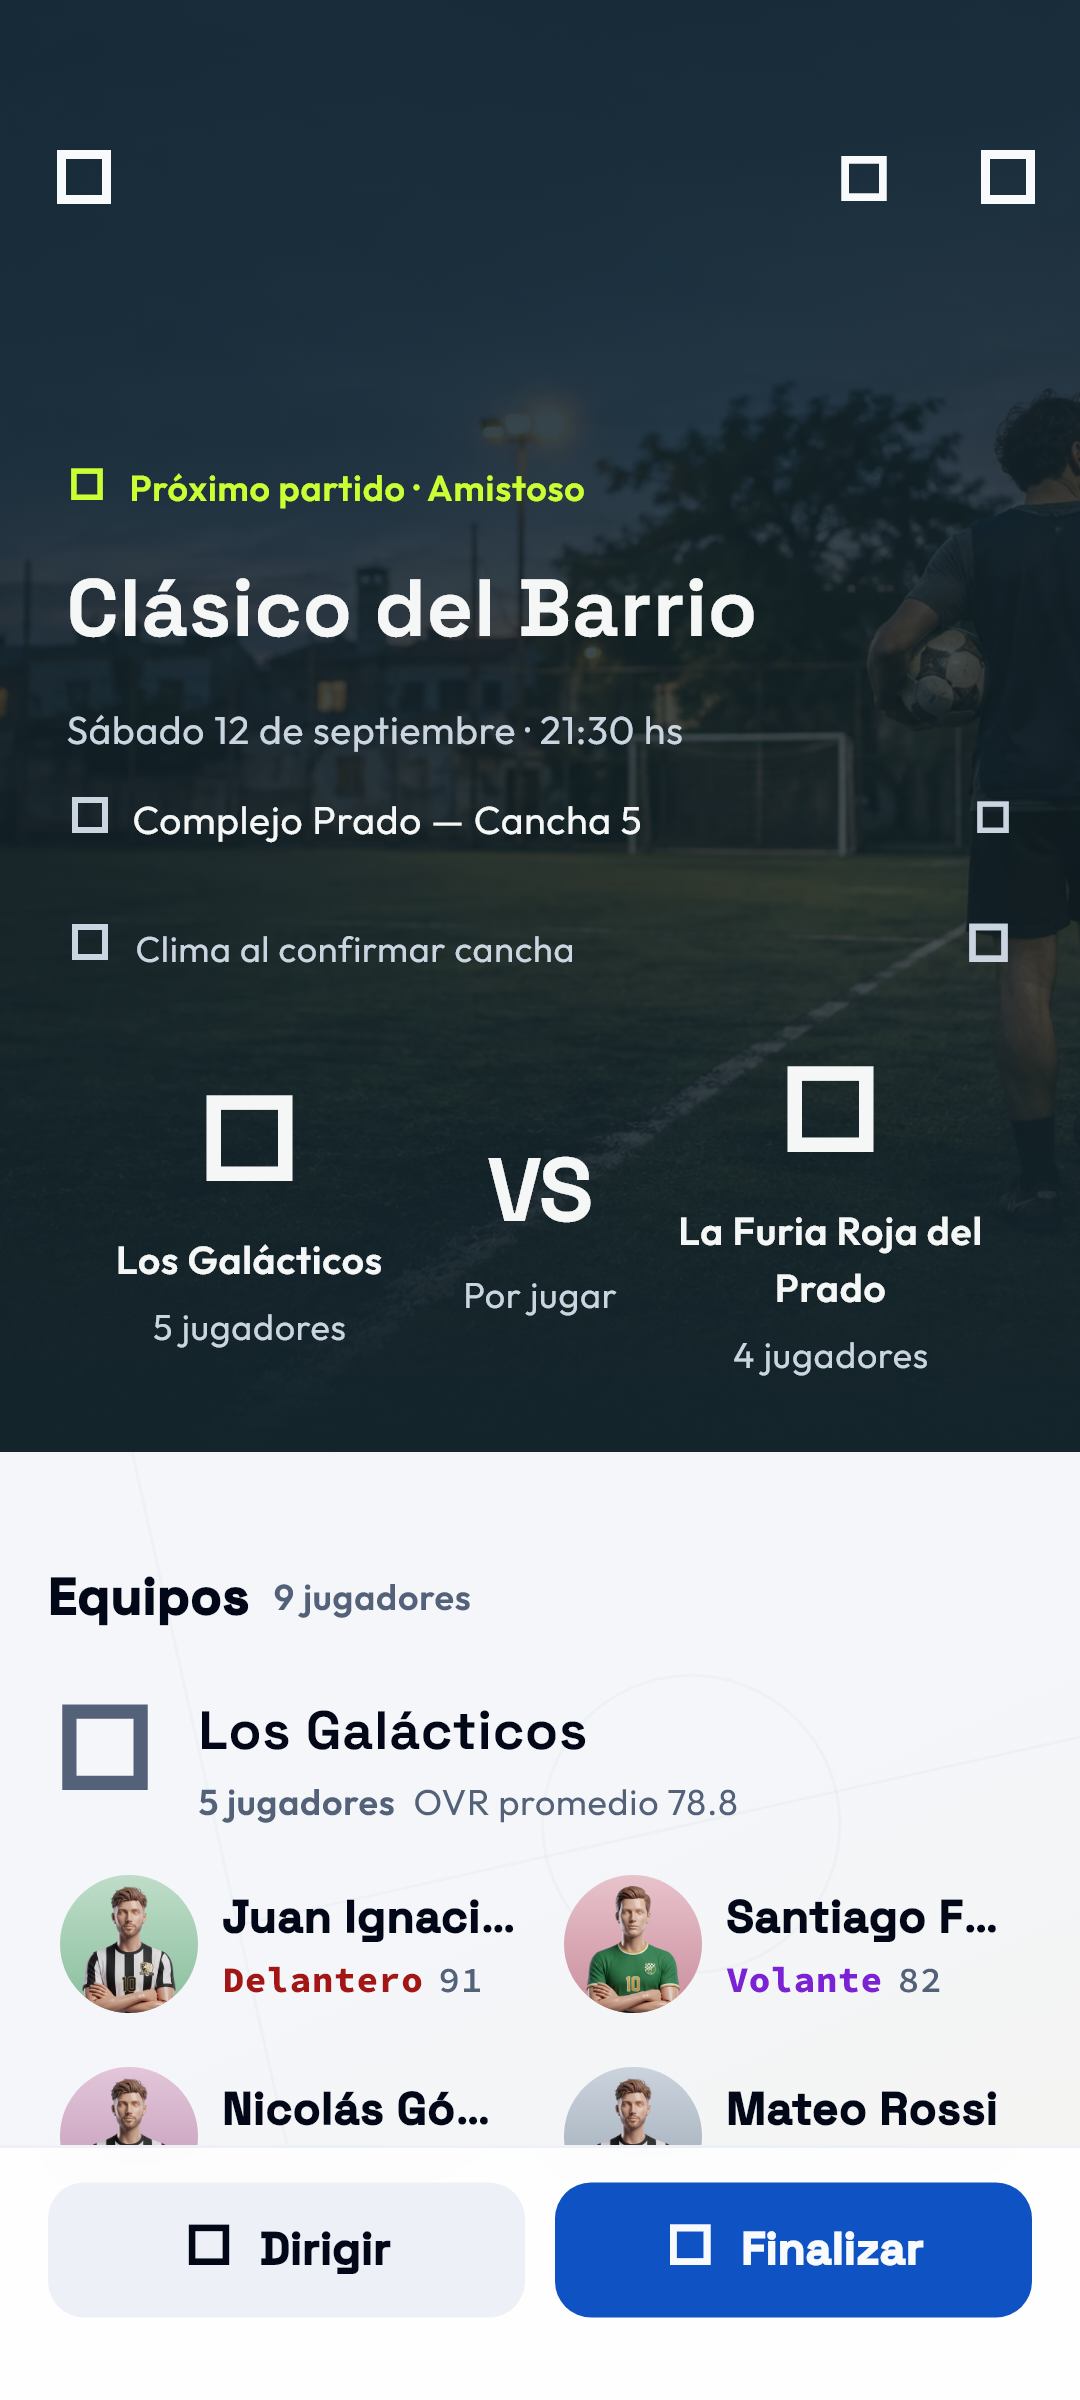 Próximo partido · Amistoso
Clásico del Barrio
Sábado 12 de septiembre · 21:30 hs
Complejo Prado — Cancha 5
Clima al confirmar cancha
Los Galácticos
5 jugadores
VS
Por jugar
La Furia Roja del
Prado
4 jugadores
Equipos 9 jugadores
Los Galácticos
5 jugadores OVR promedio 78.8
Juan Ignaci...
Delantero 91
Santiago F...
Volante 82
Nicolás Gó...
Mateo Rossi
Dirigir
Finalizar